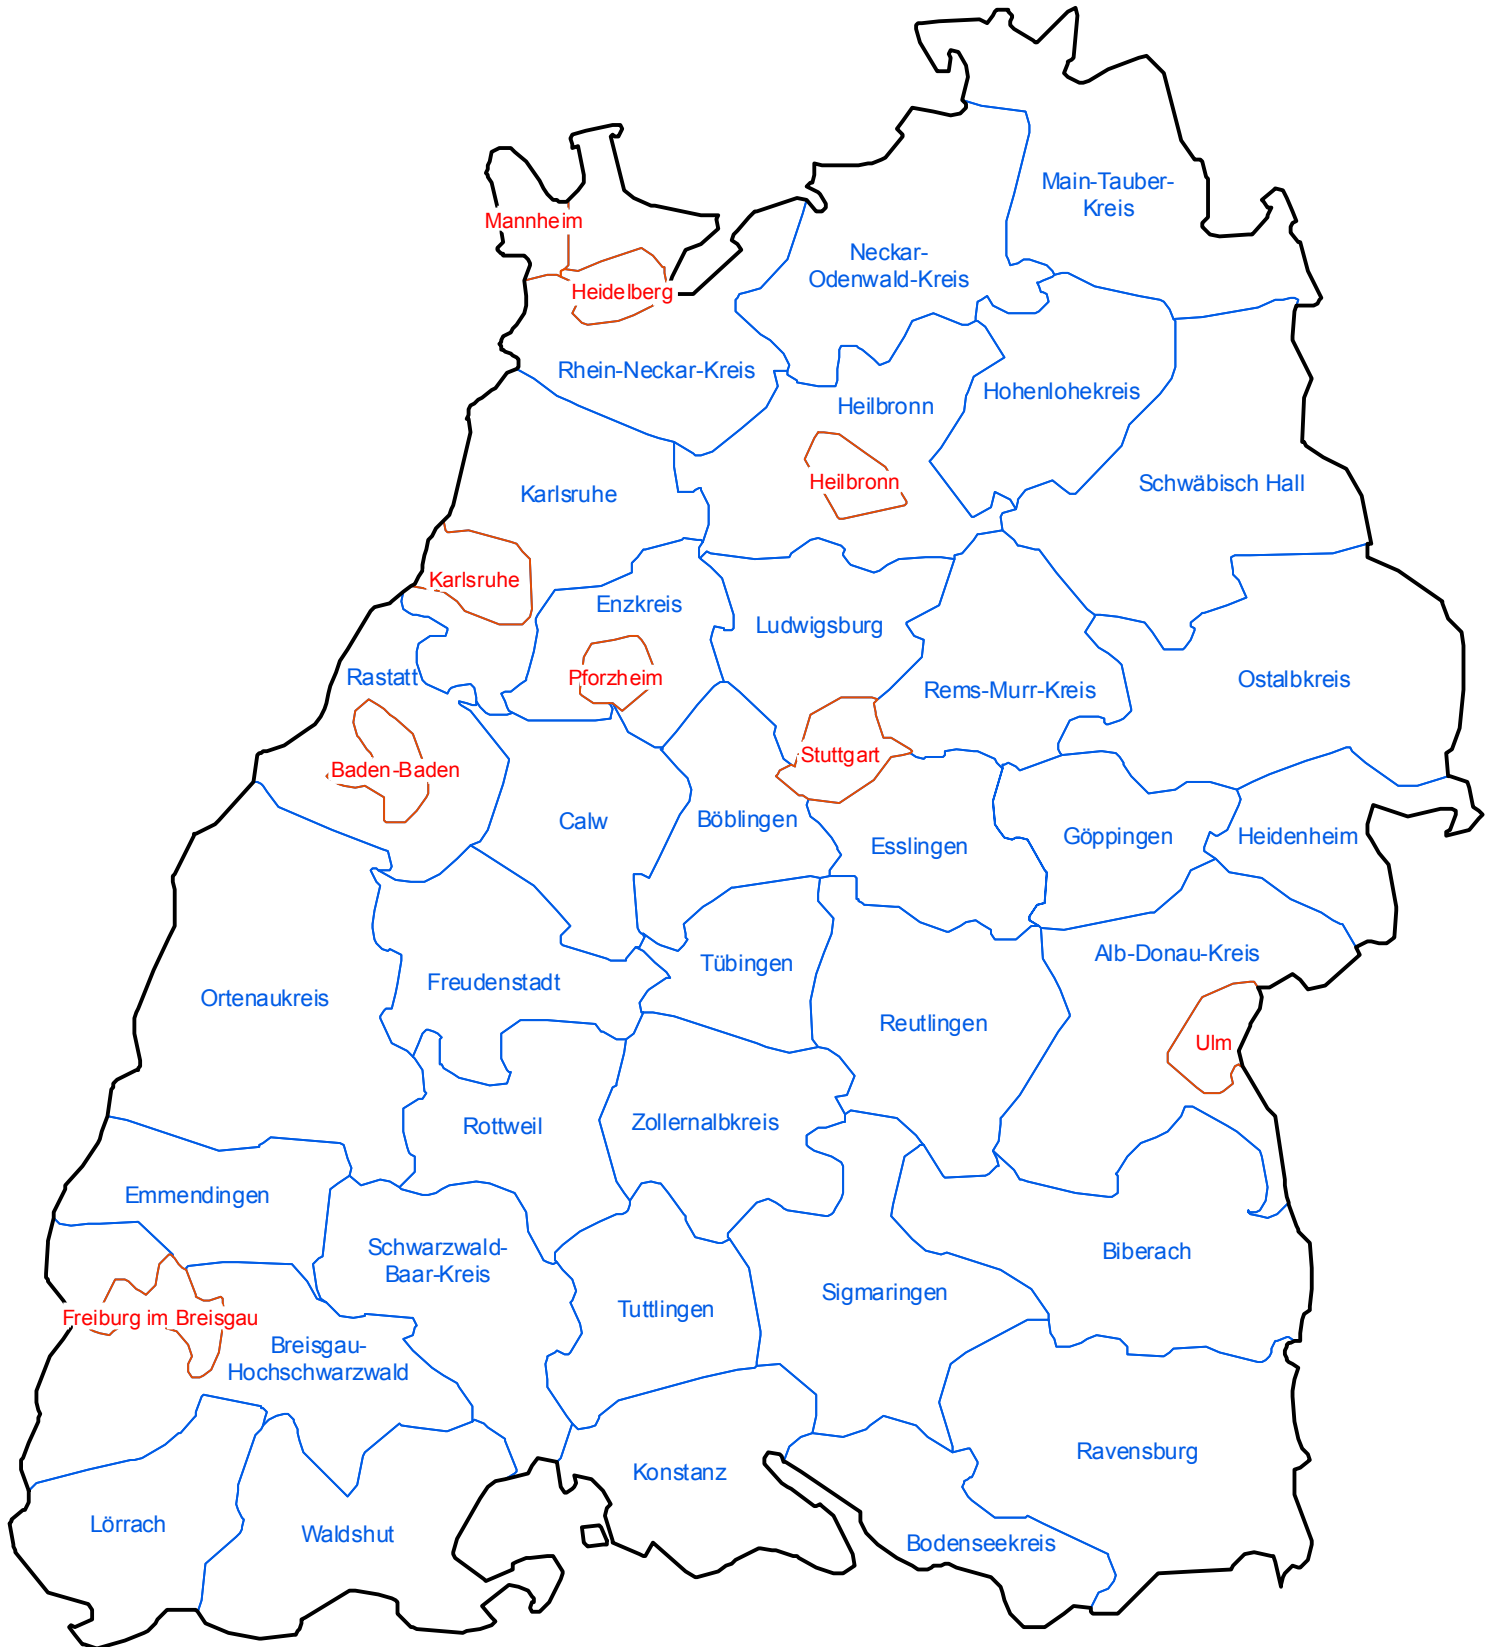 Main-Tauber-
Kreis
Mannheim
Neckar-
Odenwald-Kreis
Heidelberg
Rhein-Neckar-Kreis
Hohenlohekreis
Heilbronn
Heilbronn
Schwäbisch Hall
Karlsruhe
Karlsruhe
Enzkreis
Ludwigsburg
Pforzheim
Rastatt
Ostalbkreis
Rems-Murr-Kreis
Stuttgart
Baden-Baden
Calw
Böblingen
Esslingen
Göppingen
Heidenheim
Alb-Donau-Kreis
Tübingen
Freudenstadt
Ortenaukreis
Reutlingen
Ulm
Zollernalbkreis
Rottweil
Emmendingen
Schwarzwald-
Baar-Kreis
Biberach
Sigmaringen
Tuttlingen
Freiburg im Breisgau
Breisgau-
Hochschwarzwald
Ravensburg
Konstanz
Lörrach
Waldshut
Bodenseekreis